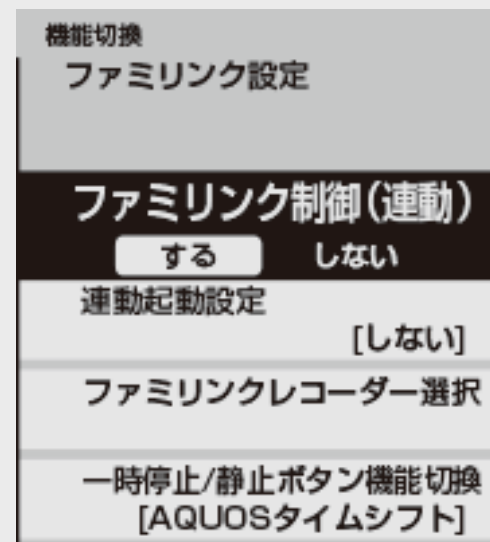 機能切換
ファミリンク設定
ファミリンク制御(連動)
する しない
連動起動設定
[しない]
ファミリンクレコーダー選択
一時停止/静止ボタン機能切換
[AQUOSタイムシフト]